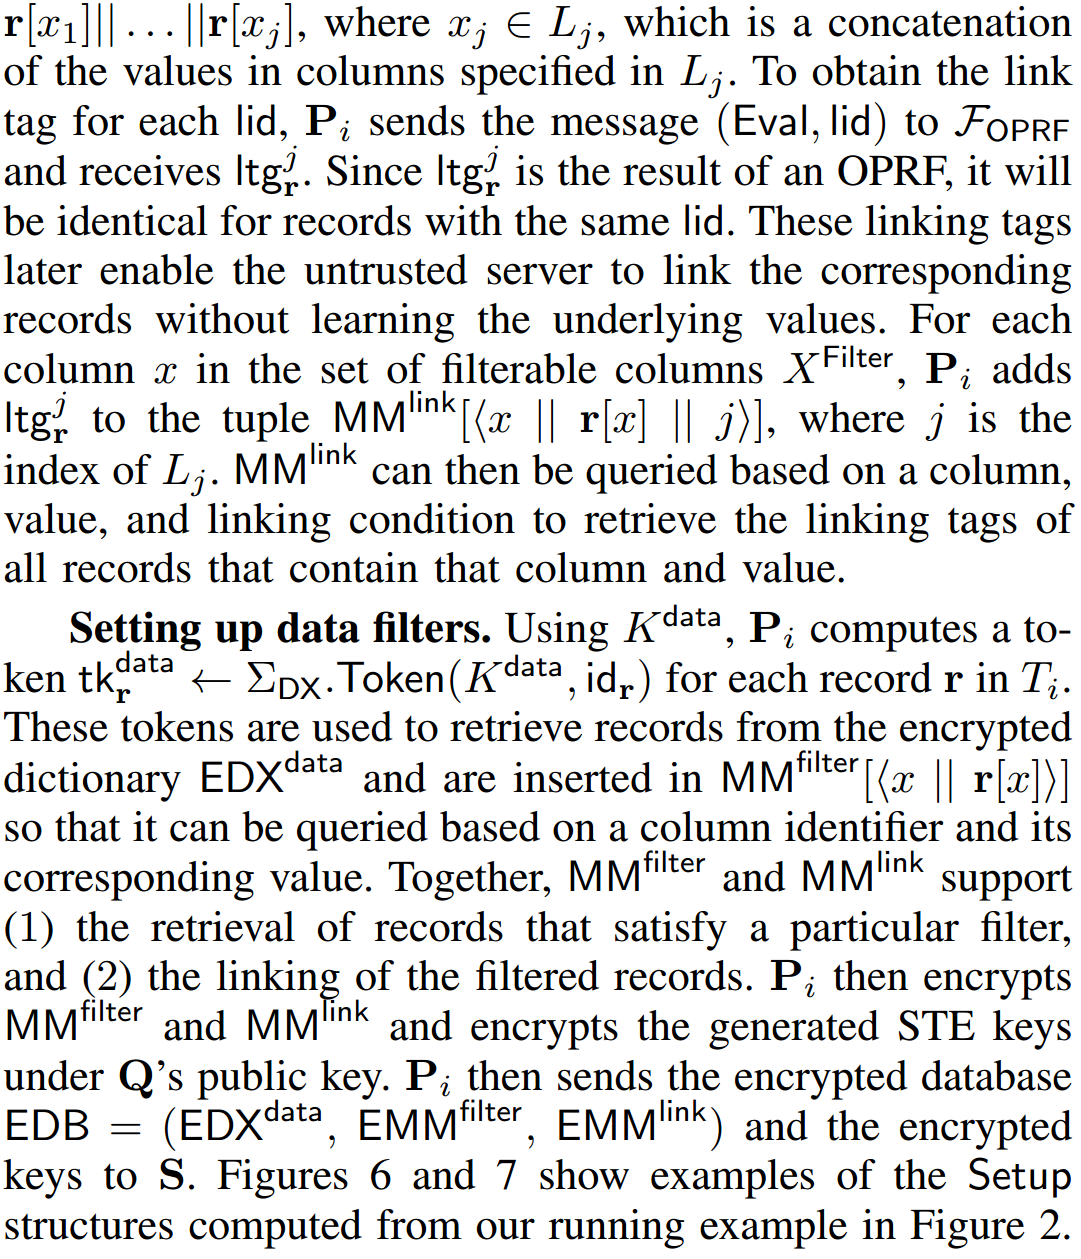 𝐫[x₁]|| . . . ||𝐫[xⱼ], where xⱼ ∈ Lⱼ, which is a concatenation
of the values in columns specified in Lⱼ. To obtain the link
tag for each lid, 𝐏ᵢ sends the message (Eval, lid) to ℱ_OPRF
and receives ltg_𝐫^j. Since ltg_𝐫^j is the result of an OPRF, it will
be identical for records with the same lid. These linking tags
later enable the untrusted server to link the corresponding
records without learning the underlying values. For each
column x in the set of filterable columns X^Filter, 𝐏ᵢ adds
ltg_𝐫^j to the tuple MM^link[⟨x || 𝐫[x] || j⟩], where j is the
index of Lⱼ. MM^link can then be queried based on a column,
value, and linking condition to retrieve the linking tags of
all records that contain that column and value.
Setting up data filters. Using K^data, 𝐏ᵢ computes a to-
ken tk_𝐫^data ← Σ_DX.Token(K^data, id_𝐫) for each record 𝐫 in Tᵢ.
These tokens are used to retrieve records from the encrypted
dictionary EDX^data and are inserted in MM^filter[⟨x || 𝐫[x]⟩]
so that it can be queried based on a column identifier and its
corresponding value. Together, MM^filter and MM^link support
(1) the retrieval of records that satisfy a particular filter,
and (2) the linking of the filtered records. 𝐏ᵢ then encrypts
MM^filter and MM^link and encrypts the generated STE keys
under 𝐐's public key. 𝐏ᵢ then sends the encrypted database
EDB = (EDX^data, EMM^filter, EMM^link) and the encrypted
keys to 𝐒. Figures 6 and 7 show examples of the Setup
structures computed from our running example in Figure 2.